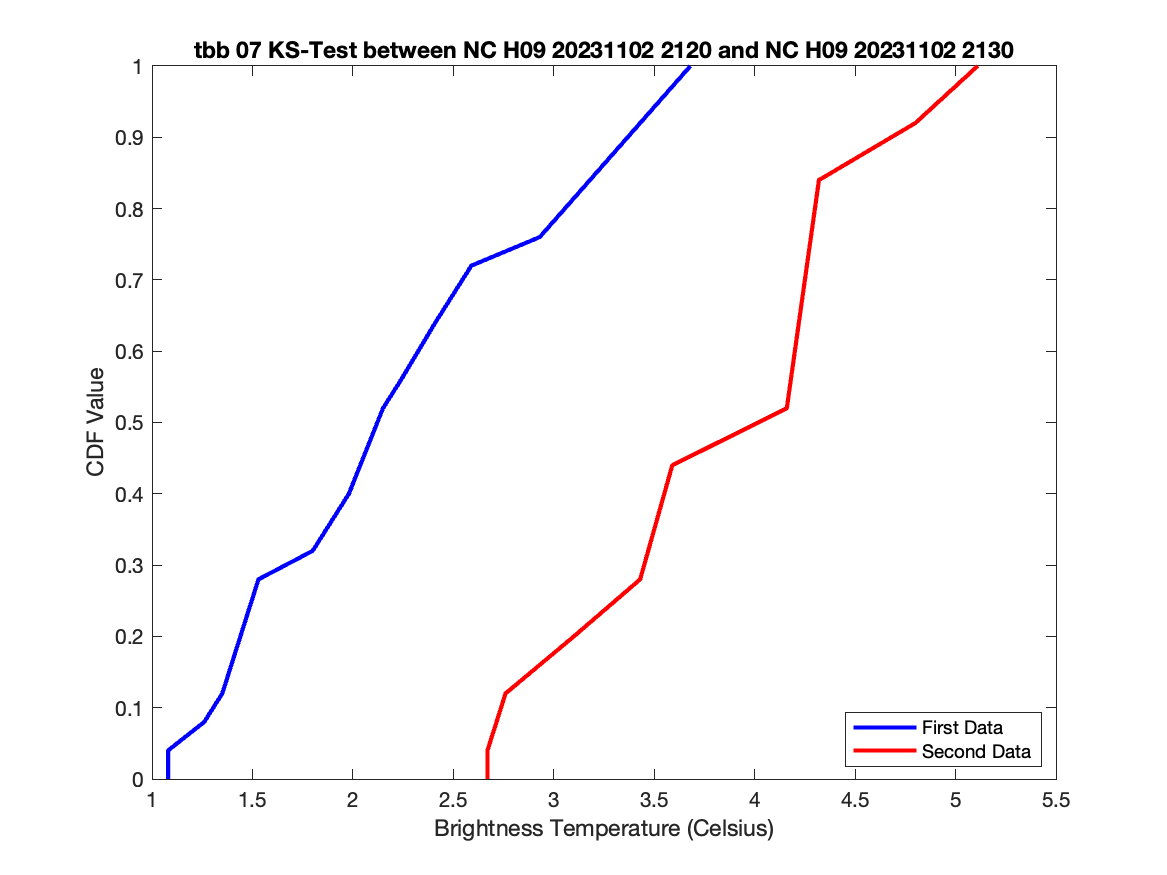 tbb 07 KS-Test between NC H09 20231102 2120 and NC H09 20231102 2130
1
0.9
0.8
0.7
0.6
0.5
0.4
0.3
0.2
0.1
0
CDF Value
First Data
Second Data
1 1.5 2 2.5 3 3.5 4 4.5 5 5.5
Brightness Temperature (Celsius)